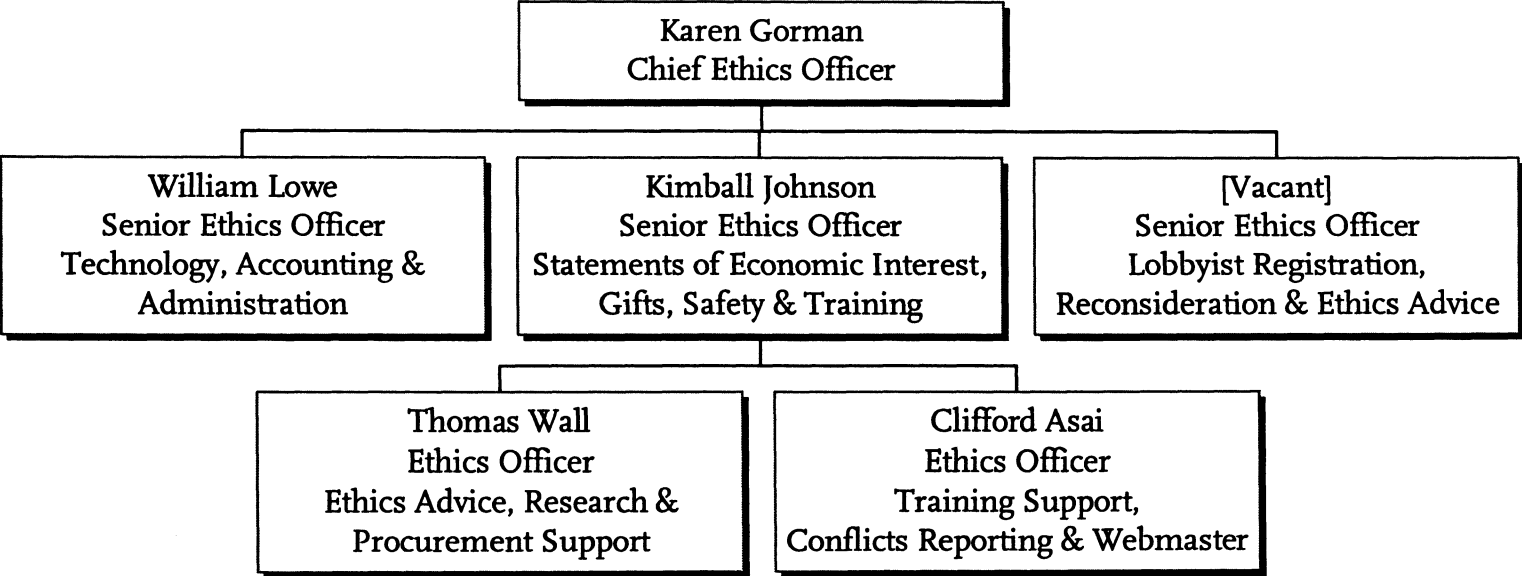 Karen Gorman
Chief Ethics Officer
William Lowe
Senior Ethics Officer
Technology, Accounting &
Administration
Kimball Johnson
Senior Ethics Officer
Statements of Economic Interest,
Gifts, Safety & Training
[Vacant]
Senior Ethics Officer
Lobbyist Registration,
Reconsideration & Ethics Advice
Thomas Wall
Ethics Officer
Ethics Advice, Research &
Procurement Support
Clifford Asai
Ethics Officer
Training Support,
Conflicts Reporting & Webmaster